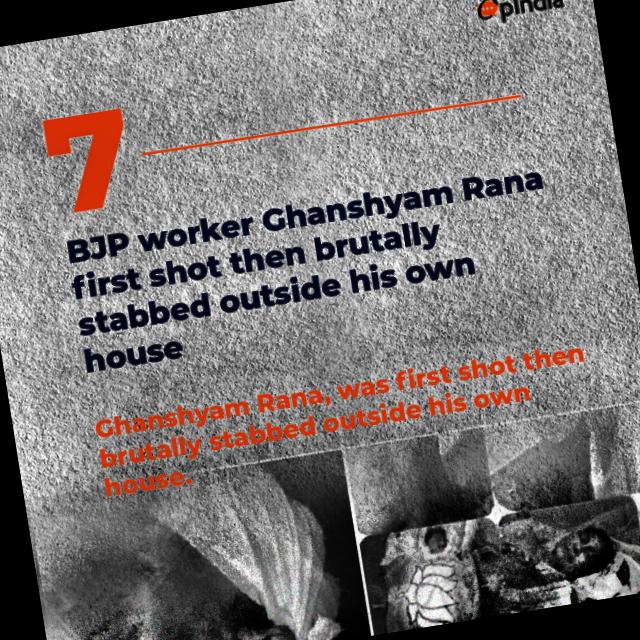 OpIndia
7
BJP worker Ghanshyam Rana
first shot then brutally
stabbed outside his own
house
Ghanshyam Rana, was first shot then
brutally stabbed outside his own
house.